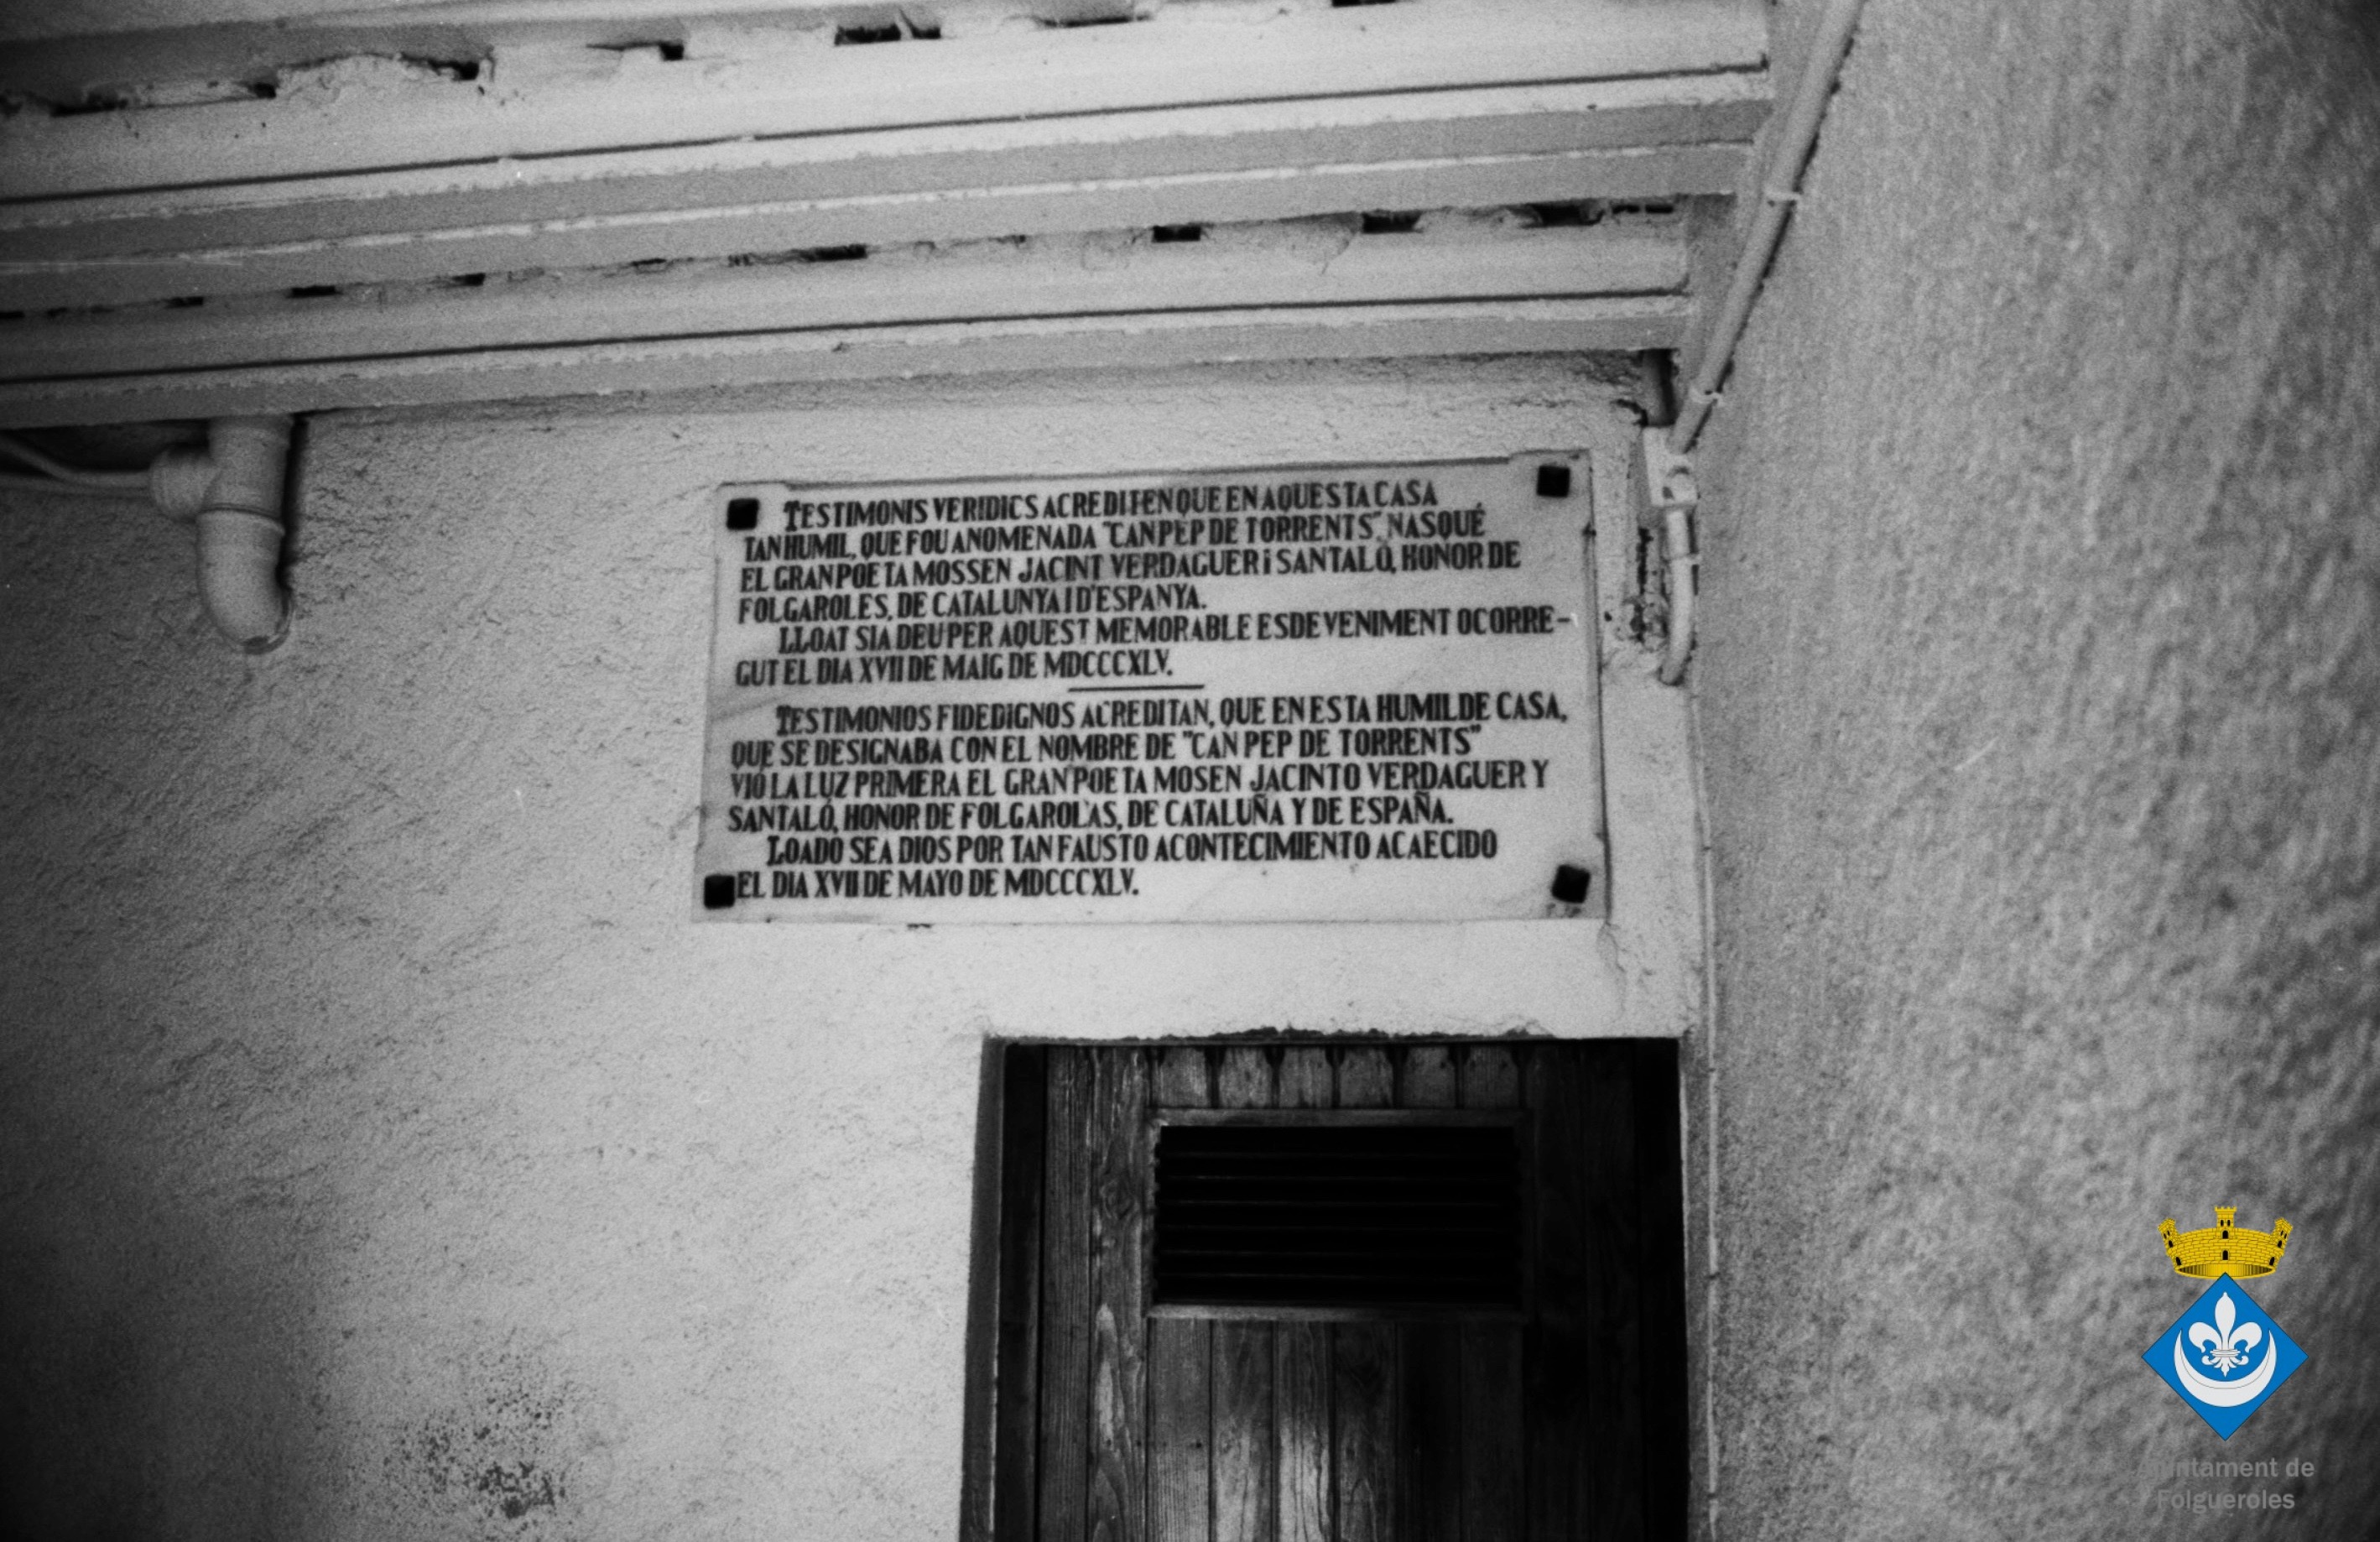 TESTIMONIS VERIDICS ACREDITEN QUE EN AQUESTA CASA
TAN HUMIL, QUE FOU ANOMENADA "CAN PEP DE TORRENTS", NASQUÉ
EL GRAN POETA MOSSEN JACINT VERDAGUER i SANTALÓ, HONOR DE
FOLGAROLES, DE CATALUNYA I D'ESPANYA.
LLOAT SIA DEU PER AQUEST MEMORABLE ESDEVENIMENT OCORRE-
GUT EL DIA XVII DE MAIG DE MDCCCXLV.
TESTIMONIOS FIDEDIGNOS ACREDITAN, QUE EN ESTA HUMILDE CASA,
QUE SE DESIGNABA CON EL NOMBRE DE "CAN PEP DE TORRENTS"
VIÓ LA LUZ PRIMERA EL GRAN POETA MOSEN JACINTO VERDAGUER Y
SANTALÓ, HONOR DE FOLGAROLAS, DE CATALUÑA Y DE ESPAÑA.
LOADO SEA DIOS POR TAN FAUSTO ACONTECIMIENTO ACAECIDO
EL DIA XVII DE MAYO DE MDCCCXLV.
Ajuntament de
Folgueroles